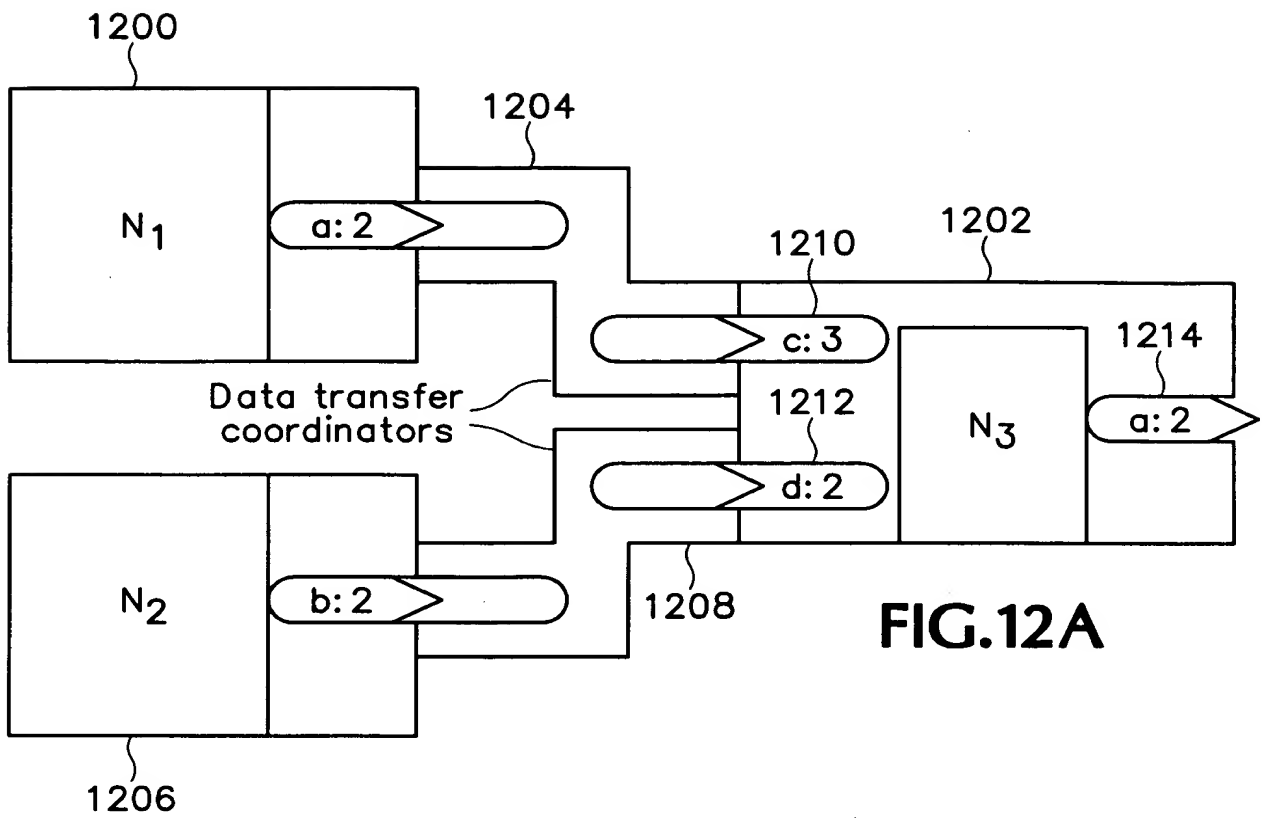 1200
1204
N1
a: 2
1202
1210
c: 3
1214
a: 2
Data transfer
coordinators
1212
N3
d: 2
N2
b: 2
1208
FIG.12A
1206